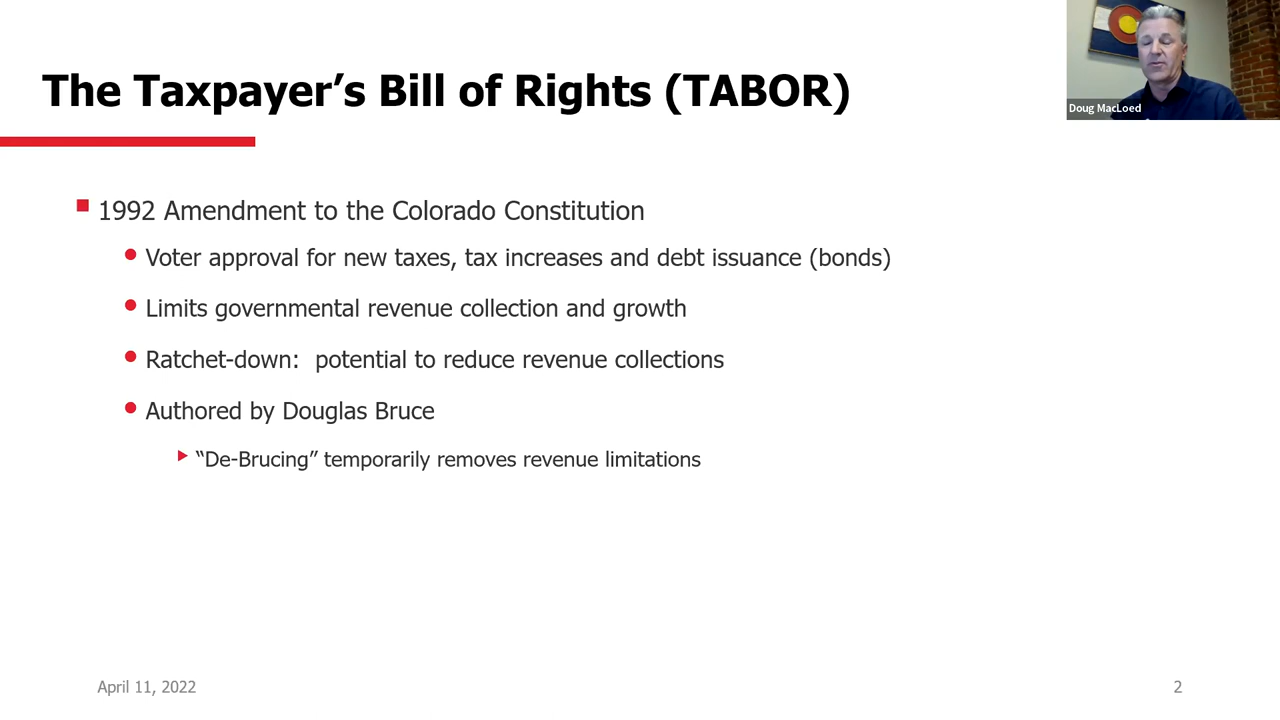 The Taxpayer’s Bill of Rights (TABOR)
Doug MacLoed
1992 Amendment to the Colorado Constitution
Voter approval for new taxes, tax increases and debt issuance (bonds)
Limits governmental revenue collection and growth
Ratchet-down:  potential to reduce revenue collections
Authored by Douglas Bruce
“De-Brucing” temporarily removes revenue limitations
April 11, 2022
2